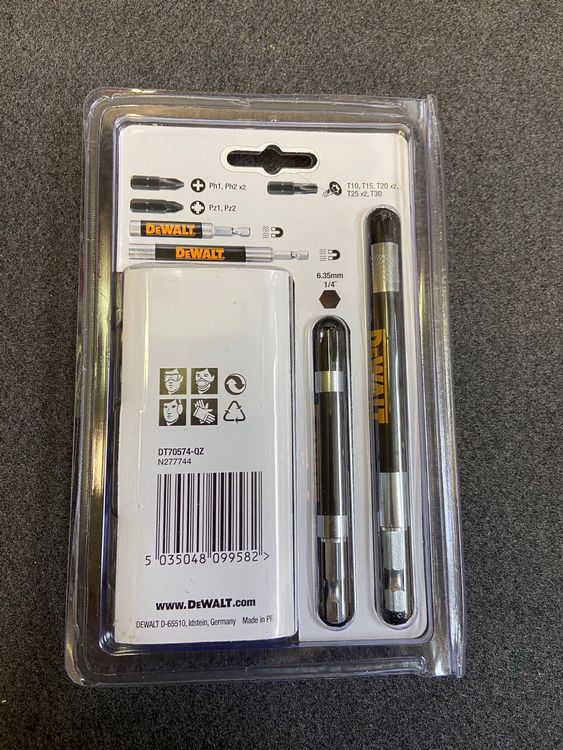 Ph1, Ph2 x2
T10, T15, T20 x2,
T25 x2, T30
Pz1, Pz2
DEWALT.
DEWALT.
6.35mm
1/4"
DEWALT
DT70574-QZ
N277744
5 035048 099582 >
www.DEWALT.com
DEWALT D-65510, Idstein, Germany Made in PR